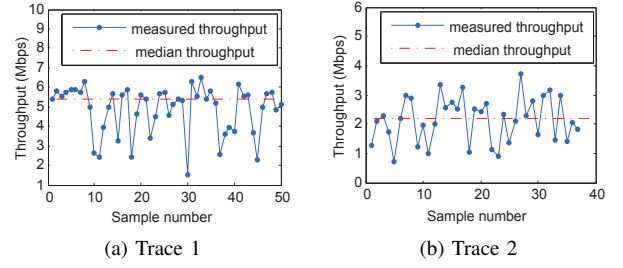 10
9
8
7
6
5
4
3
2
1
Throughput (Mbps)
measured throughput
median throughput
0 10 20 30 40 50
Sample number
(a) Trace 1
6
5
4
3
2
1
0
Throughput (Mbps)
measured throughput
median throughput
0 10 20 30 40
Sample number
(b) Trace 2